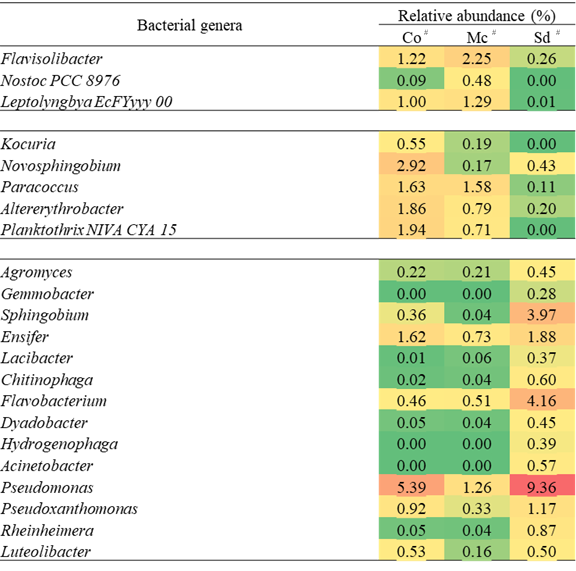 Bacterial genera Relative abundance (%)
Co # Mc # Sd #
Flavisolibacter 1.22 2.25 0.26
Nostoc PCC 8976 0.09 0.48 0.00
Leptolyngbya EcFYyyy 00 1.00 1.29 0.01
Kocuria 0.55 0.19 0.00
Novosphingobium 2.92 0.17 0.43
Paracoccus 1.63 1.58 0.11
Altererythrobacter 1.86 0.79 0.20
Planktothrix NIVA CYA 15 1.94 0.71 0.00
Agromyces 0.22 0.21 0.45
Gemmobacter 0.00 0.00 0.28
Sphingobium 0.36 0.04 3.97
Ensifer 1.62 0.73 1.88
Lacibacter 0.01 0.06 0.37
Chitinophaga 0.02 0.04 0.60
Flavobacterium 0.46 0.51 4.16
Dyadobacter 0.05 0.04 0.45
Hydrogenophaga 0.00 0.00 0.39
Acinetobacter 0.00 0.00 0.57
Pseudomonas 5.39 1.26 9.36
Pseudoxanthomonas 0.92 0.33 1.17
Rheinheimera 0.05 0.04 0.87
Luteolibacter 0.53 0.16 0.50